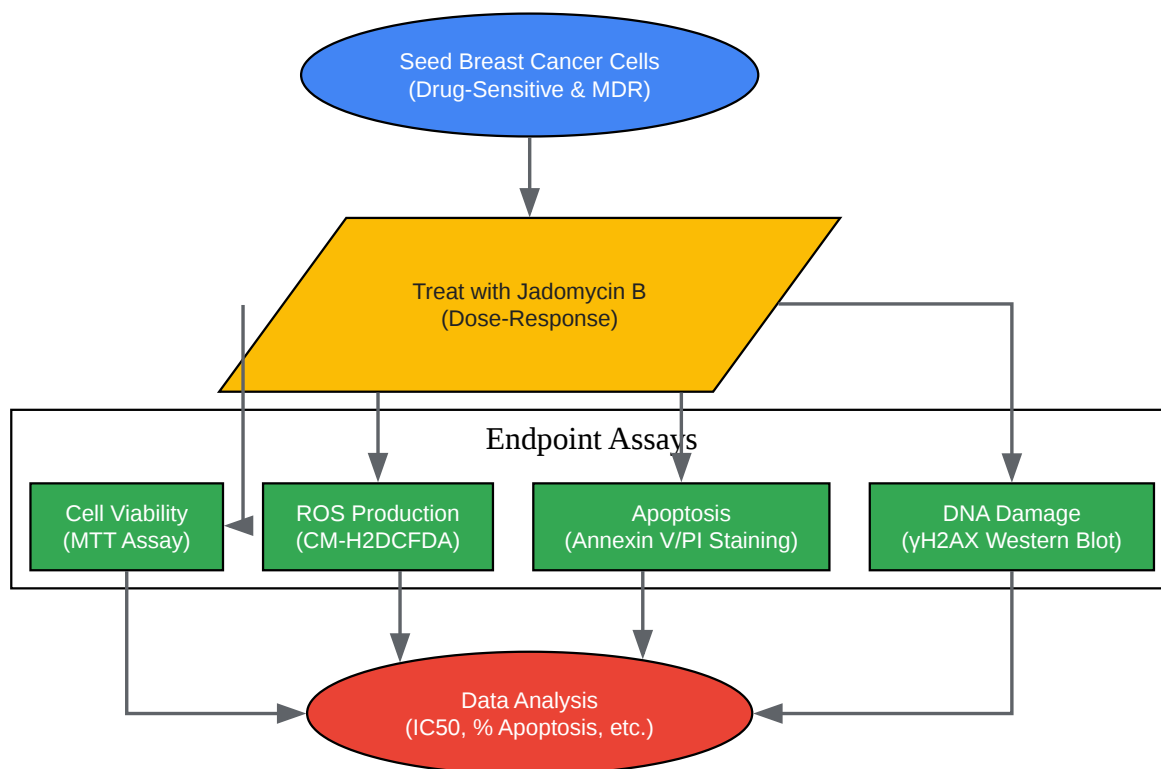 Seed Breast Cancer Cells
(Drug-Sensitive & MDR)
Treat with Jadomycin B
(Dose-Response)
Endpoint Assays
Cell Viability
(MTT Assay)
ROS Production
(CM-H2DCFDA)
Apoptosis
(Annexin V/PI Staining)
DNA Damage
(γH2AX Western Blot)
Data Analysis
(IC50, % Apoptosis, etc.)